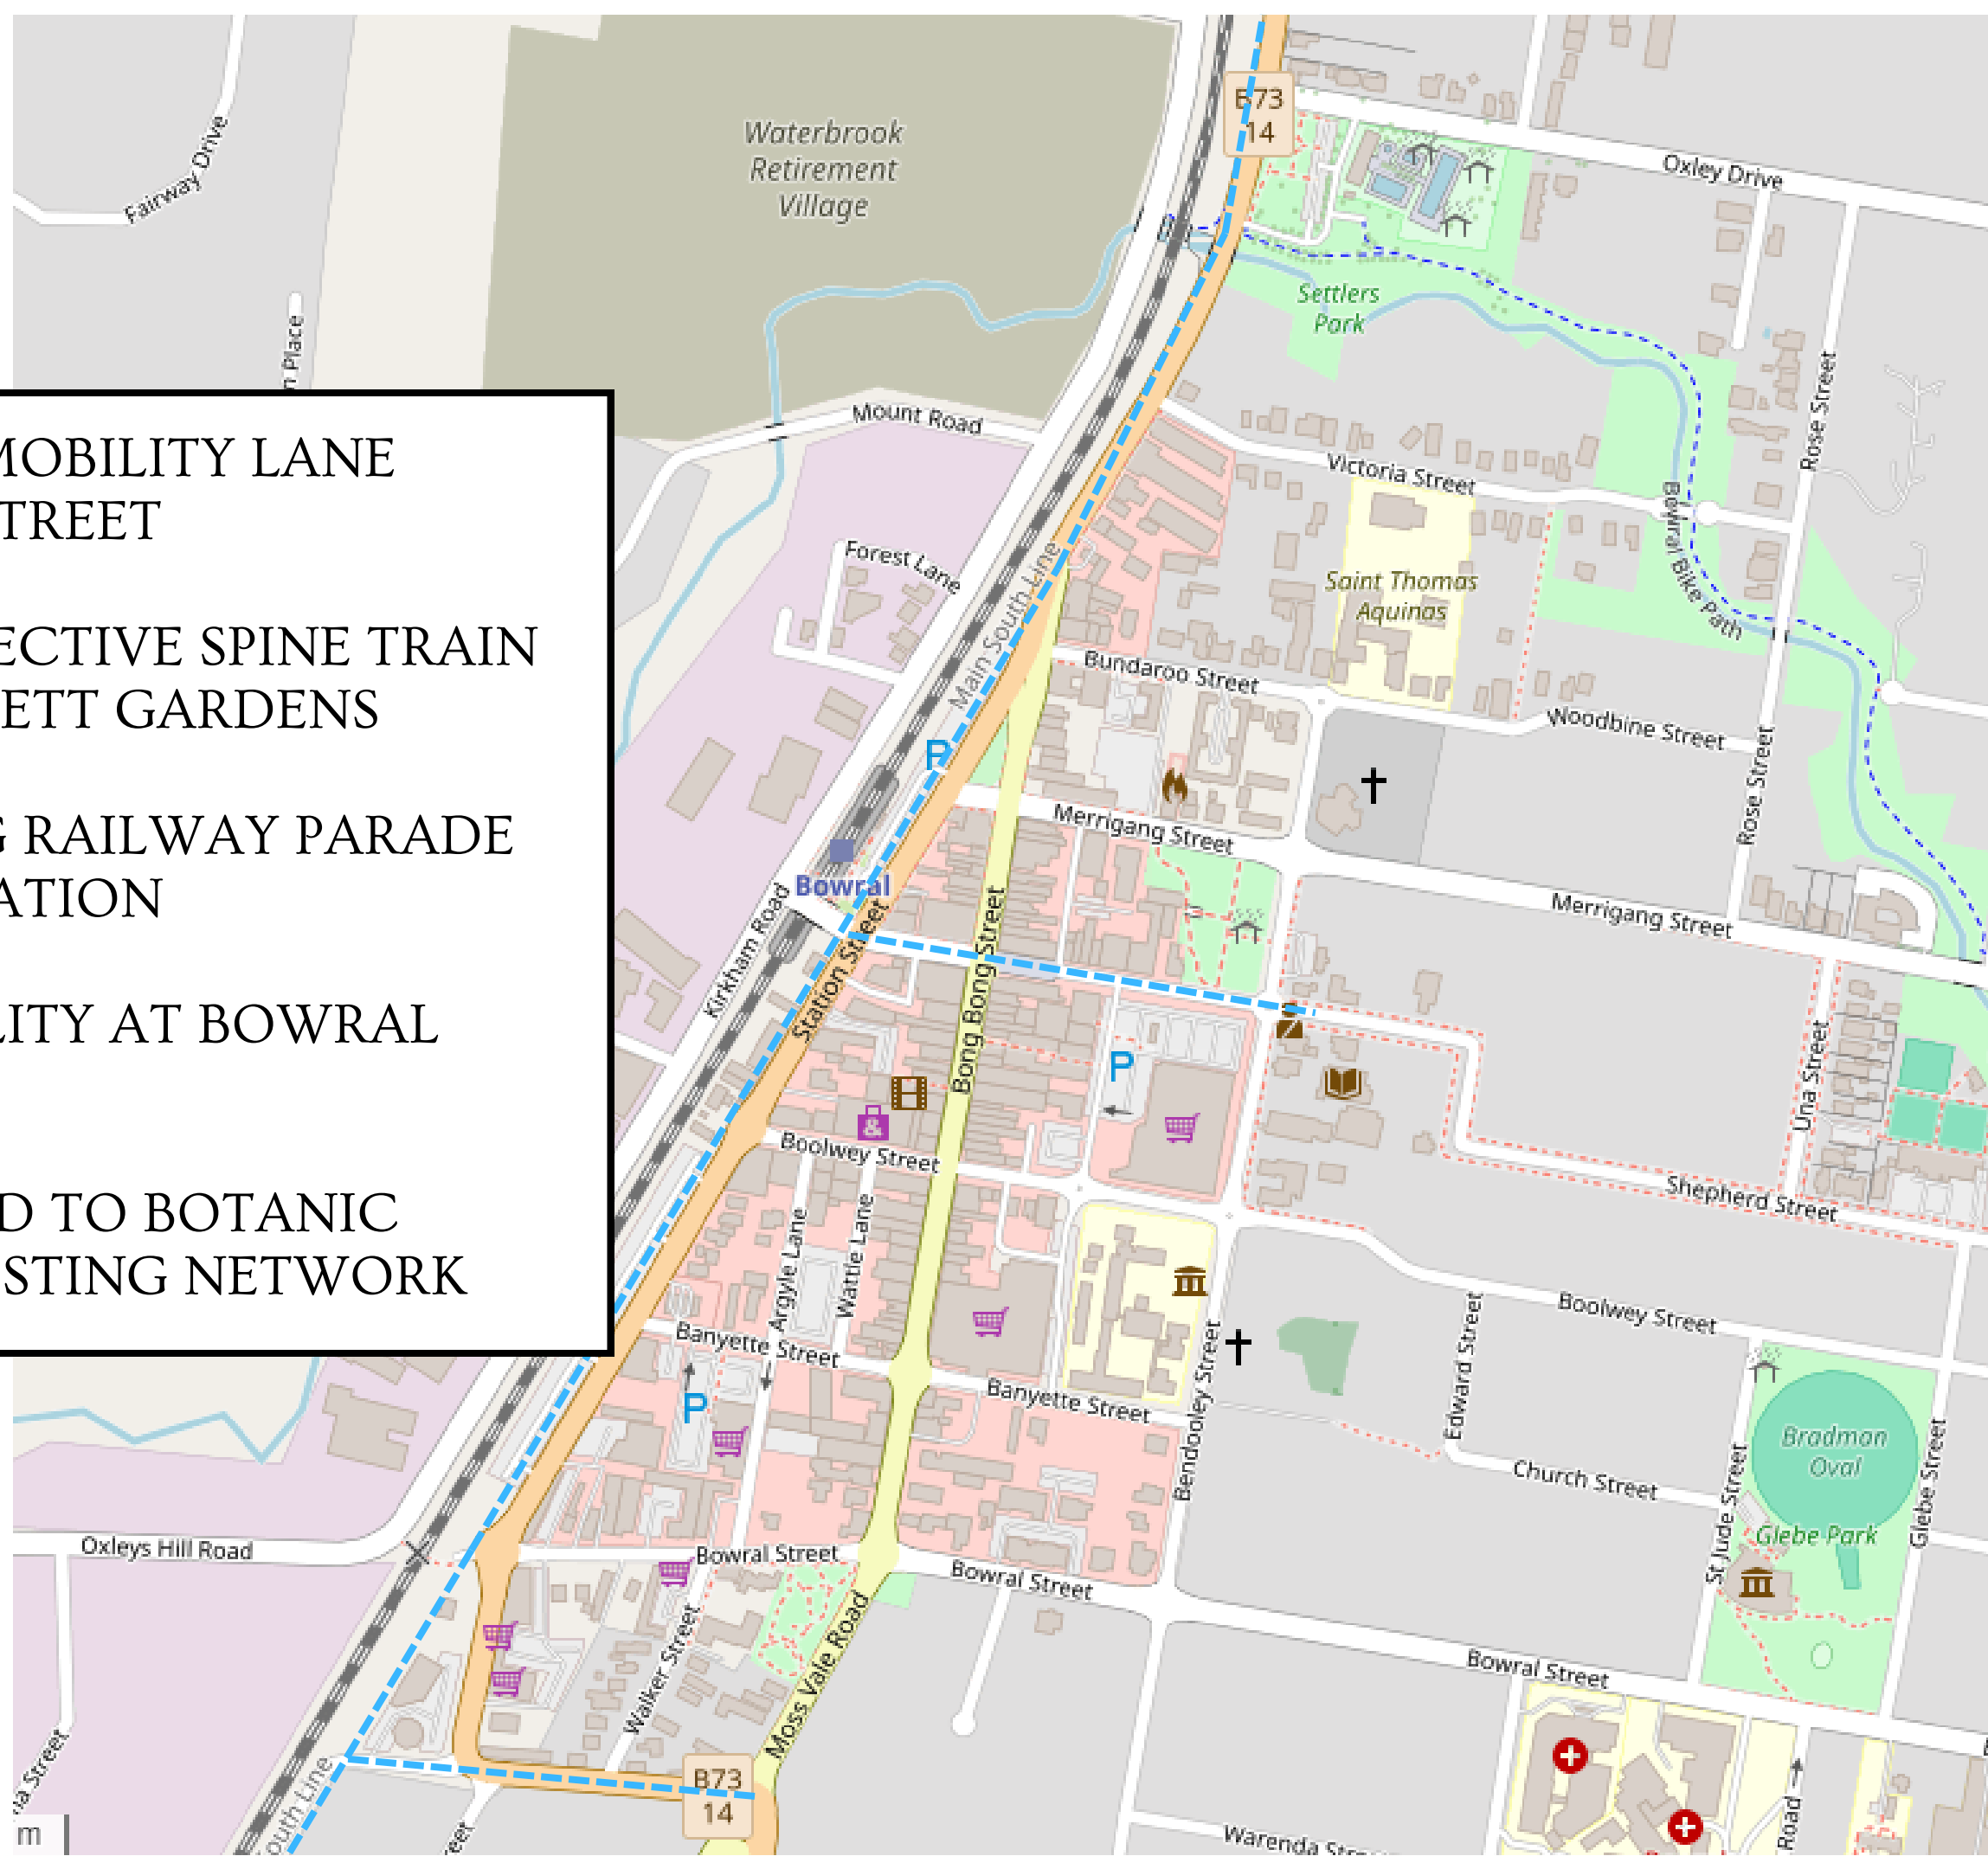 B73
14
Waterbrook
Retirement
Village
Fairway Drive
Oxley Drive
Settlers
Park
Place
Mount Road
Rose Street
MOBILITY LANE
TREET
Victoria Street
Forest Lane
Main South Line
Bowral Bike Path
Saint Thomas
Aquinas
ECTIVE SPINE TRAIN
ETT GARDENS
Bundaroo Street
Woodbine Street
P
Rose Street
Merrigang Street
G RAILWAY PARADE
ATION
Bowral
Merrigang Street
Kirkham Road
Station Street
Bong Bong Street
LITY AT BOWRAL
P
Una Street
Boolwey Street
Shepherd Street
D TO BOTANIC
STING NETWORK
Argyle Lane
Wattle Lane
Boolwey Street
Banyette Street
Banyette Street
Bendooley Street
Edward Street
P
Bradman
Oval
Church Street
St Jude Street
Glebe Street
Glebe Park
Oxleys Hill Road
Bowral Street
Bowral Street
Walker Street
Moss Vale Road
Bowral Street
B73
14
outh Line
m
reet
Warenda Stre
Road